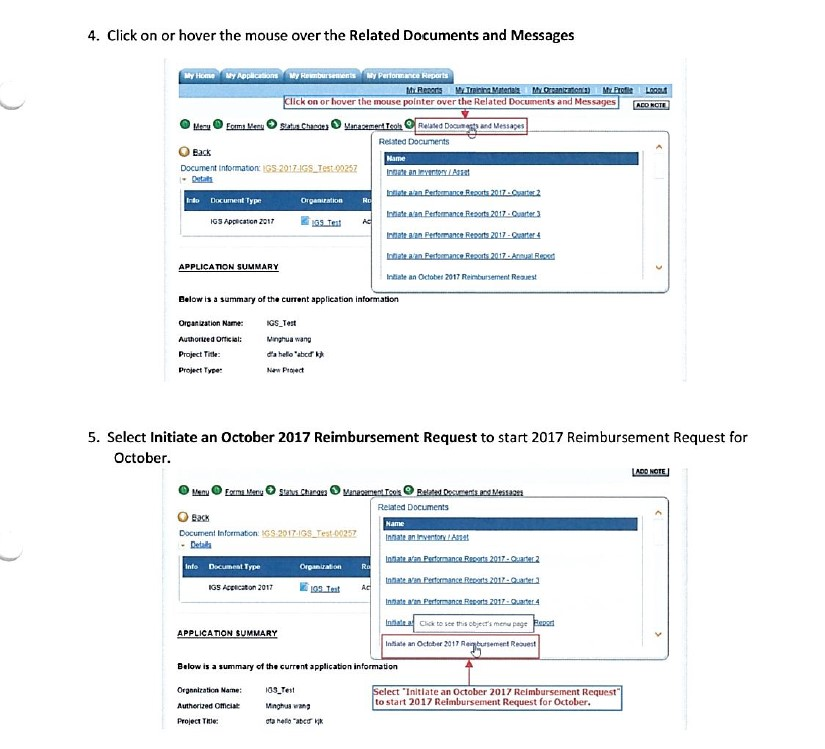 4. Click on or hover the mouse over the Related Documents and Messages
My Home My Applications My Reimbursements My Performance Reports
My Reports My Training Materials My Organization(s) My Profile Logout
Click on or hover the mouse pointer over the Related Documents and Messages
ADD NOTE
Menu Forms Menu Status Changes Management Tools Related Documents and Messages
Related Documents
Back
Name
Document Information: IGS-2017-IGS_Test-00257
Initiate an Inventory / Asset
Details
Initiate a/an Performance Reports 2017 - Quarter 2
Info Document Type Organization Ro
Initiate a/an Performance Reports 2017 - Quarter 3
IGS Application 2017 IGS_Test Ac
Initiate a/an Performance Reports 2017 - Quarter 4
Initiate a/an Performance Reports 2017 - Annual Report
APPLICATION SUMMARY
Initiate an October 2017 Reimbursement Request
Below is a summary of the current application information
Organization Name: IGS_Test
Authorized Official: Minghua wang
Project Title: d'a hello "abcd" kjk
Project Type: New Project
5. Select Initiate an October 2017 Reimbursement Request to start 2017 Reimbursement Request for
October.
ADD NOTE
Menu Forms Menu Status Changes Management Tools Related Documents and Messages
Related Documents
Back
Name
Document Information: IGS-2017-IGS_Test-00257
Initiate an Inventory / Asset
Details
Initiate a/an Performance Reports 2017 - Quarter 2
Info Document Type Organization Ro
Initiate a/an Performance Reports 2017 - Quarter 3
IGS Application 2017 IGS_Test Ac
Initiate a/an Performance Reports 2017 - Quarter 4
Initiate a Click to see this object's menu page Report
APPLICATION SUMMARY
Initiate an October 2017 Reimbursement Request
Below is a summary of the current application information
Organization Name: IGS_Test
Select "Initiate an October 2017 Reimbursement Request"
Authorized Official: Minghua wang
to start 2017 Reimbursement Request for October.
Project Title: d'a hello "abcd" kjk